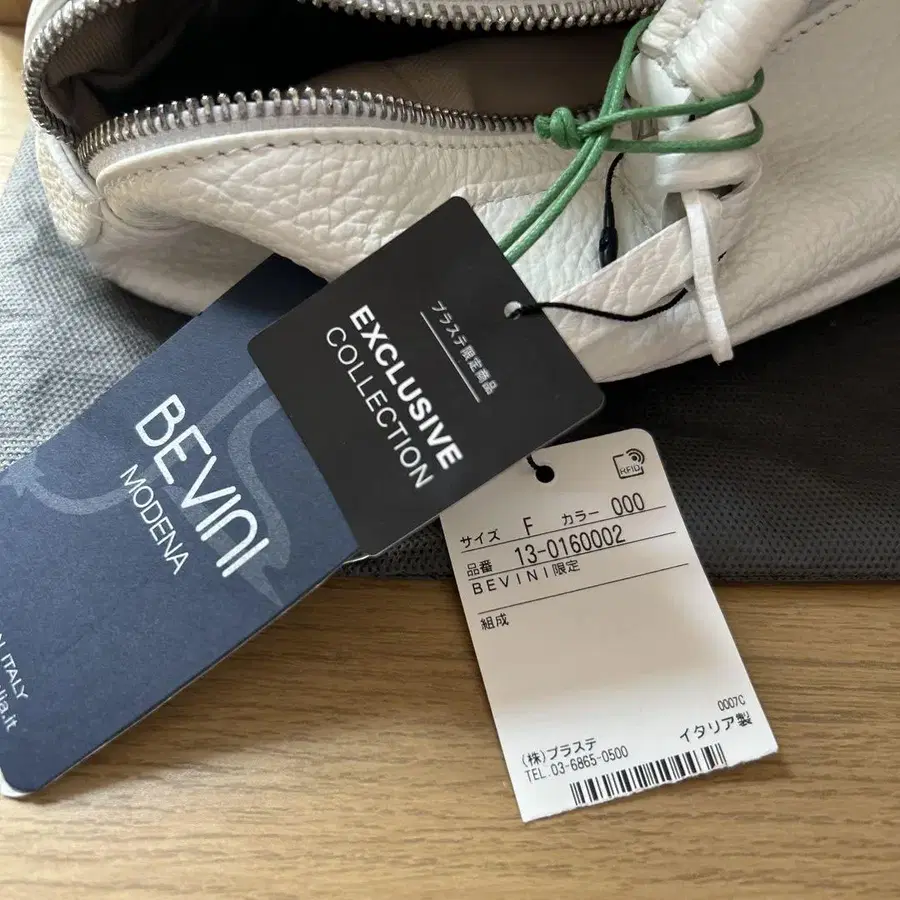 プラステ限定商品
EXCLUSIVE
COLLECTION
BEVINI
MODENA
ITALY
lia.it
RFID
サイズ F カラー 000
品番 13-0160002
BEVINI限定
組成
0007C
イタリア製
(株)プラステ
TEL.03-6865-0500